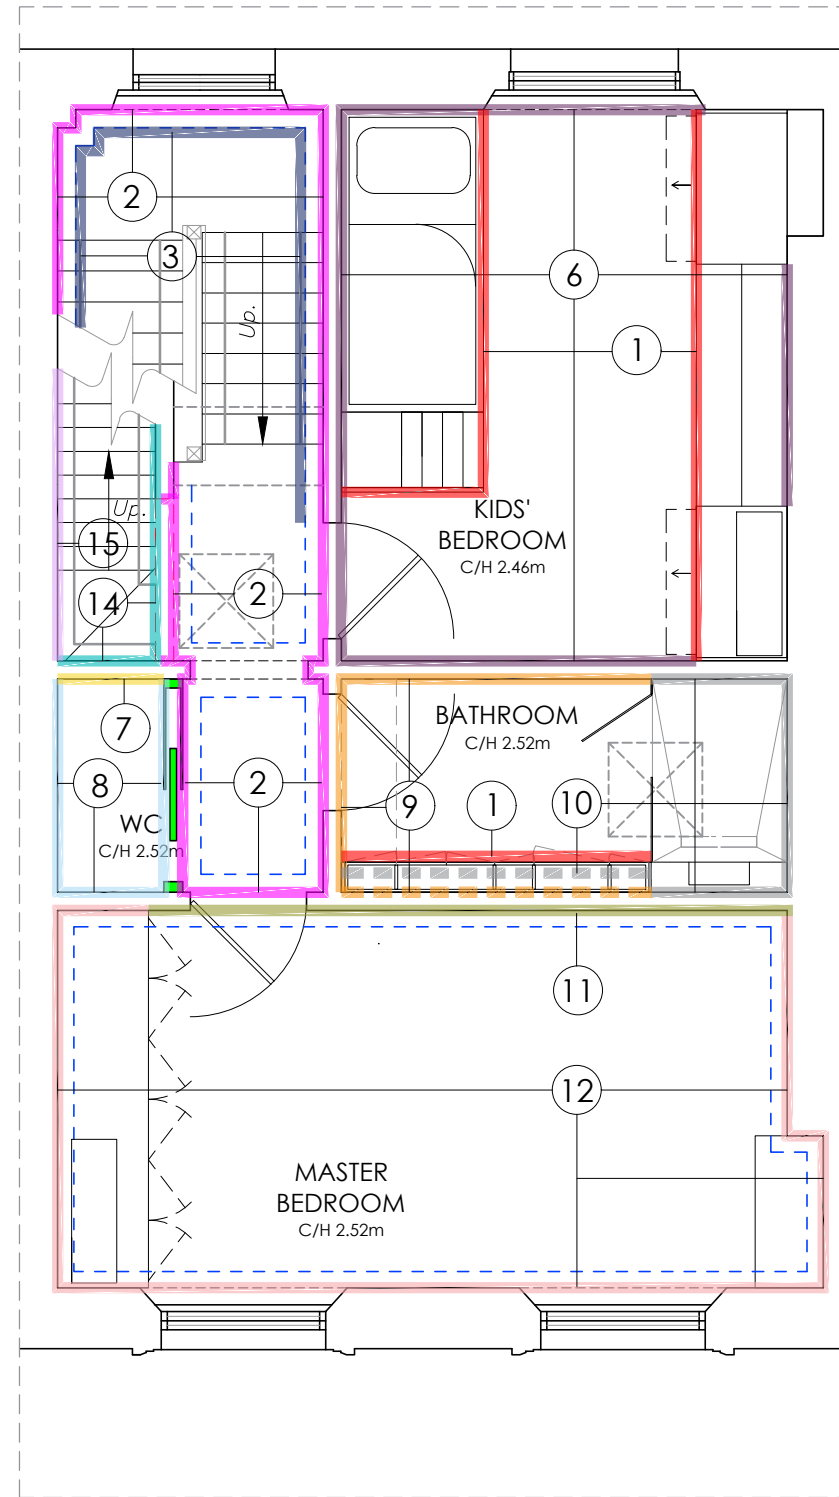 2
3
6
Up.
1
KIDS'
BEDROOM
C/H 2.46m
Up.
15
14
2
7
BATHROOM
C/H 2.52m
8
2
9
1
10
WC
C/H 2.52m
11
12
MASTER
BEDROOM
C/H 2.52m